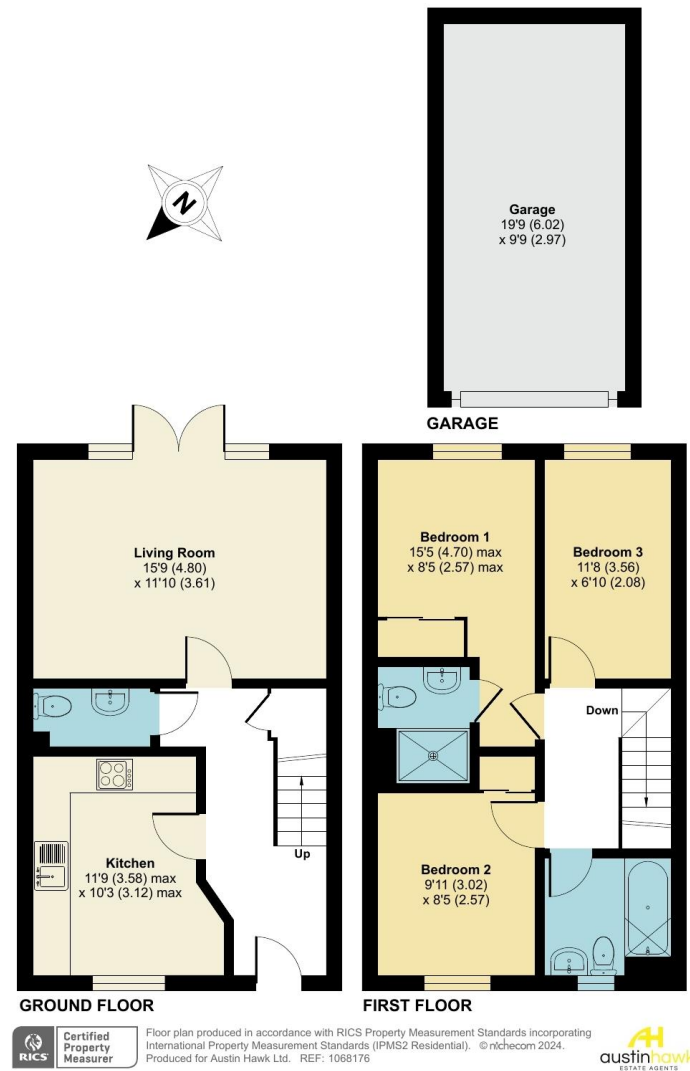 Garage
19'9 (6.02)
x 9'9 (2.97)
N
GARAGE
Living Room
15'9 (4.80)
x 11'10 (3.61)
Bedroom 1
15'5 (4.70) max
x 8'5 (2.57) max
Bedroom 3
11'8 (3.56)
x 6'10 (2.08)
Down
Up
Kitchen
11'9 (3.58) max
x 10'3 (3.12) max
Bedroom 2
9'11 (3.02)
x 8'5 (2.57)
GROUND FLOOR
FIRST FLOOR
RICS
Certified
Property
Measurer
Floor plan produced in accordance with RICS Property Measurement Standards incorporating
International Property Measurement Standards (IPMS2 Residential). © nichecom 2024.
Produced for Austin Hawk Ltd. REF: 1068176
AH
austinhawk
ESTATE AGENTS